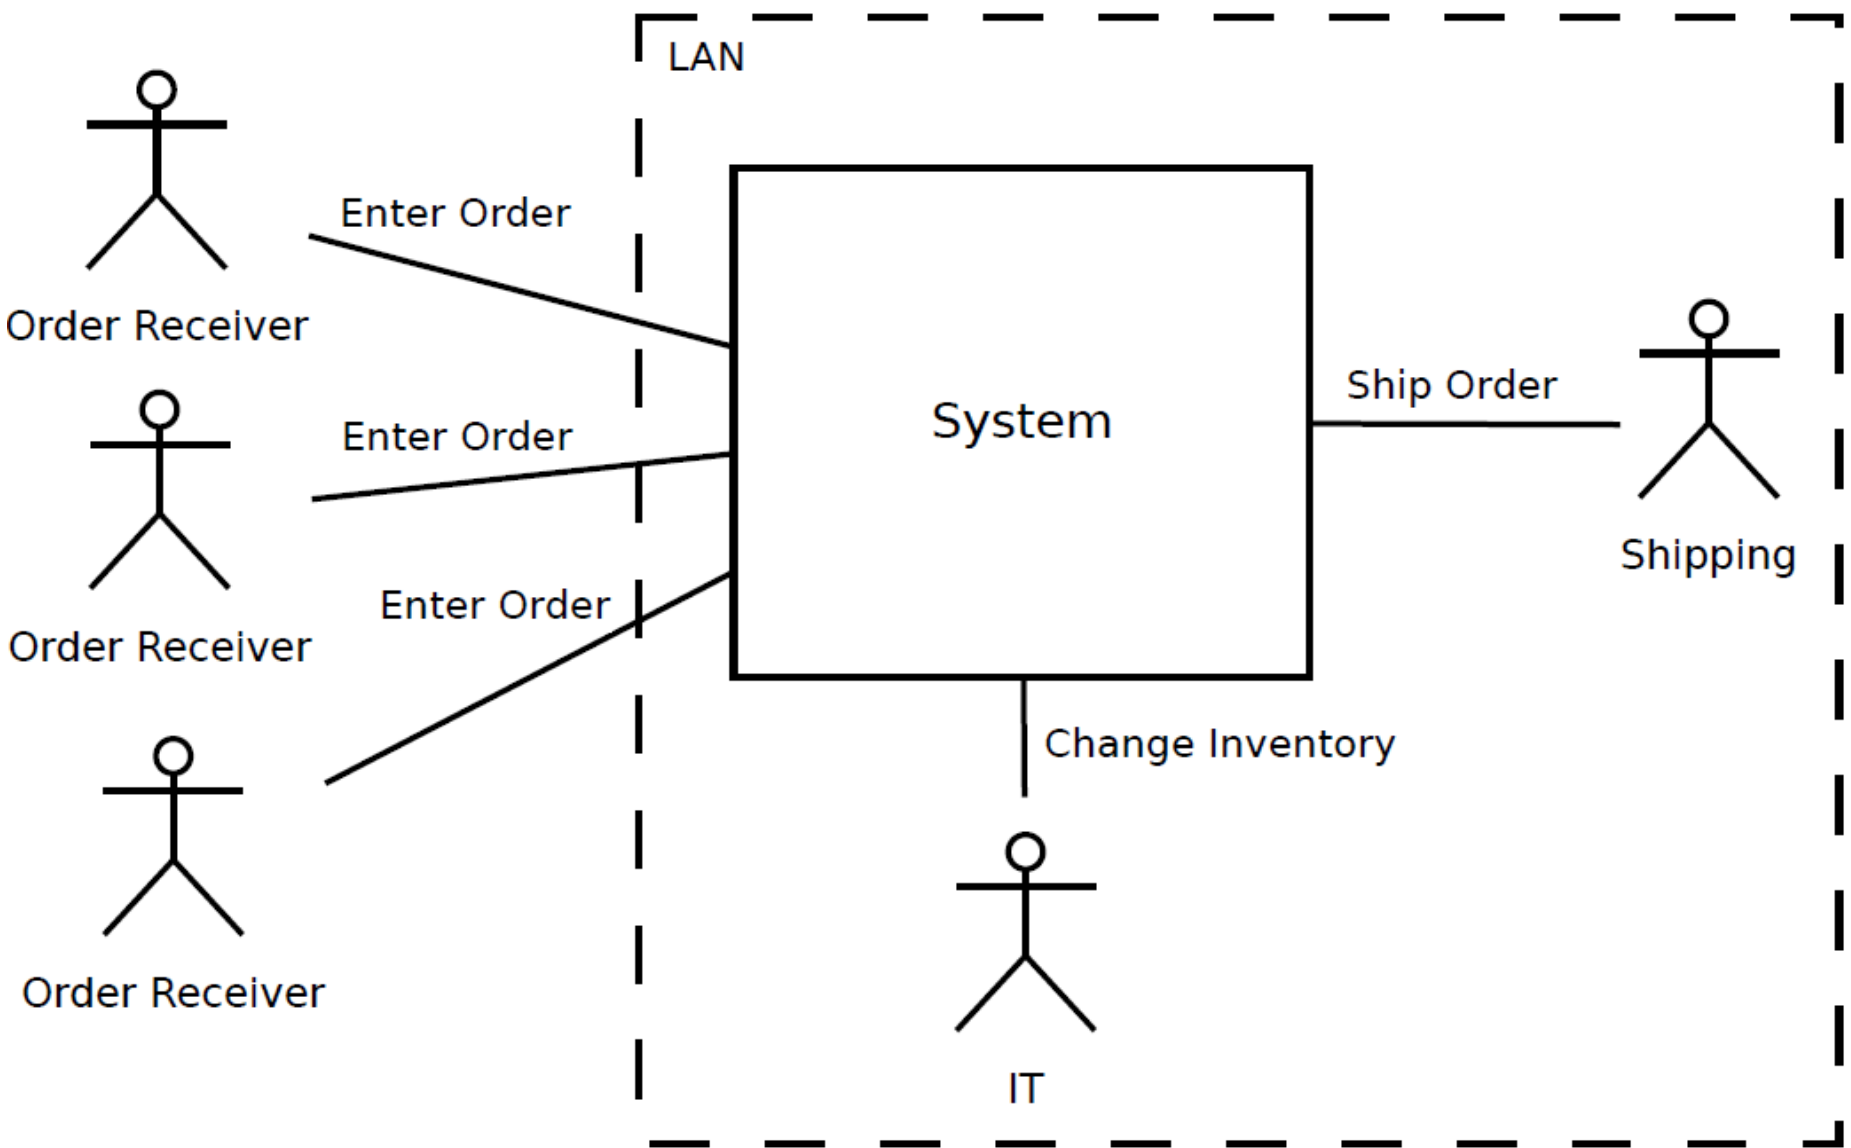 LAN
Enter Order
Order Receiver
Enter Order
Order Receiver
Enter Order
Order Receiver
System
Ship Order
Shipping
Change Inventory
IT